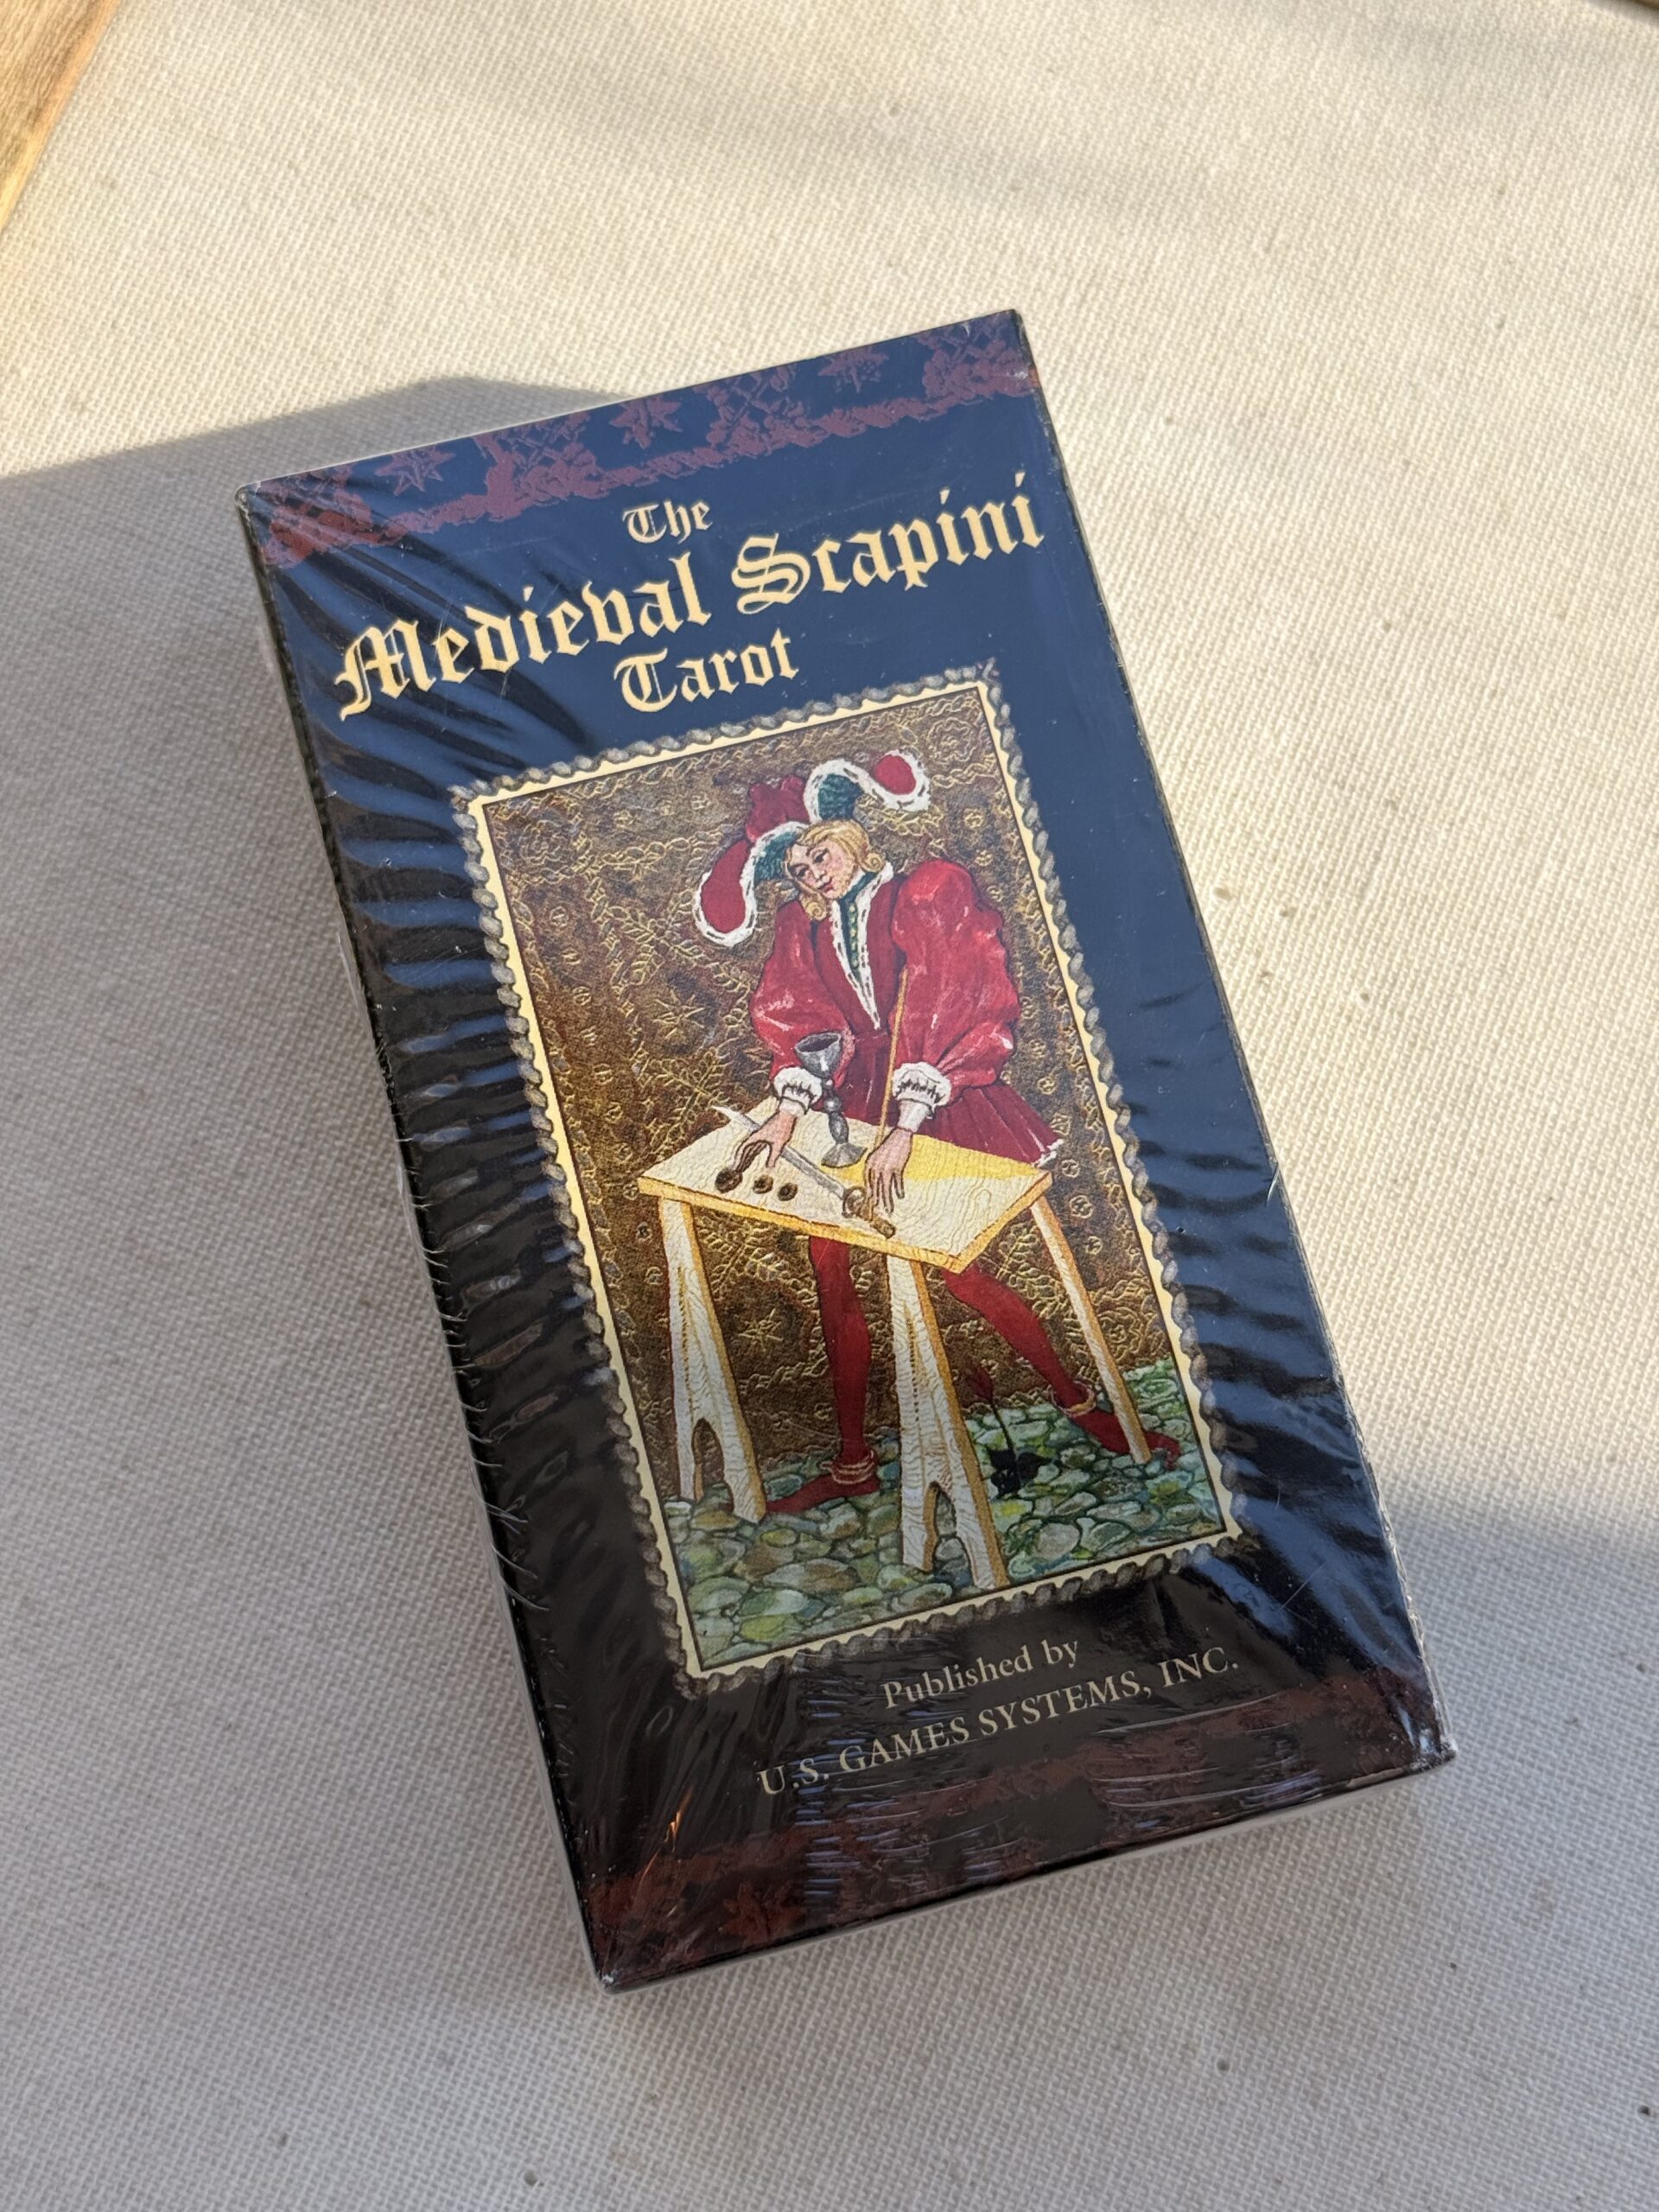 The
Medieval Scapini
Tarot
Published by
U.S. GAMES SYSTEMS, INC.